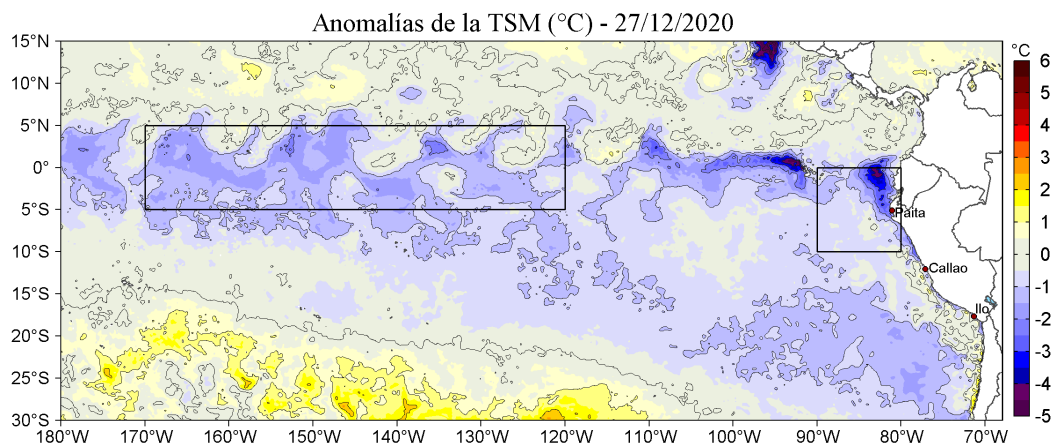 Anomalías de la TSM (°C) - 27/12/2020
15°N
10°N
5°N
0°
5°S
10°S
15°S
20°S
25°S
30°S
180°W
170°W
160°W
150°W
140°W
130°W
120°W
110°W
100°W
90°W
80°W
70°W
Paita
Callao
Ilo
°C
6
5
4
3
2
1
0
-1
-2
-3
-4
-5